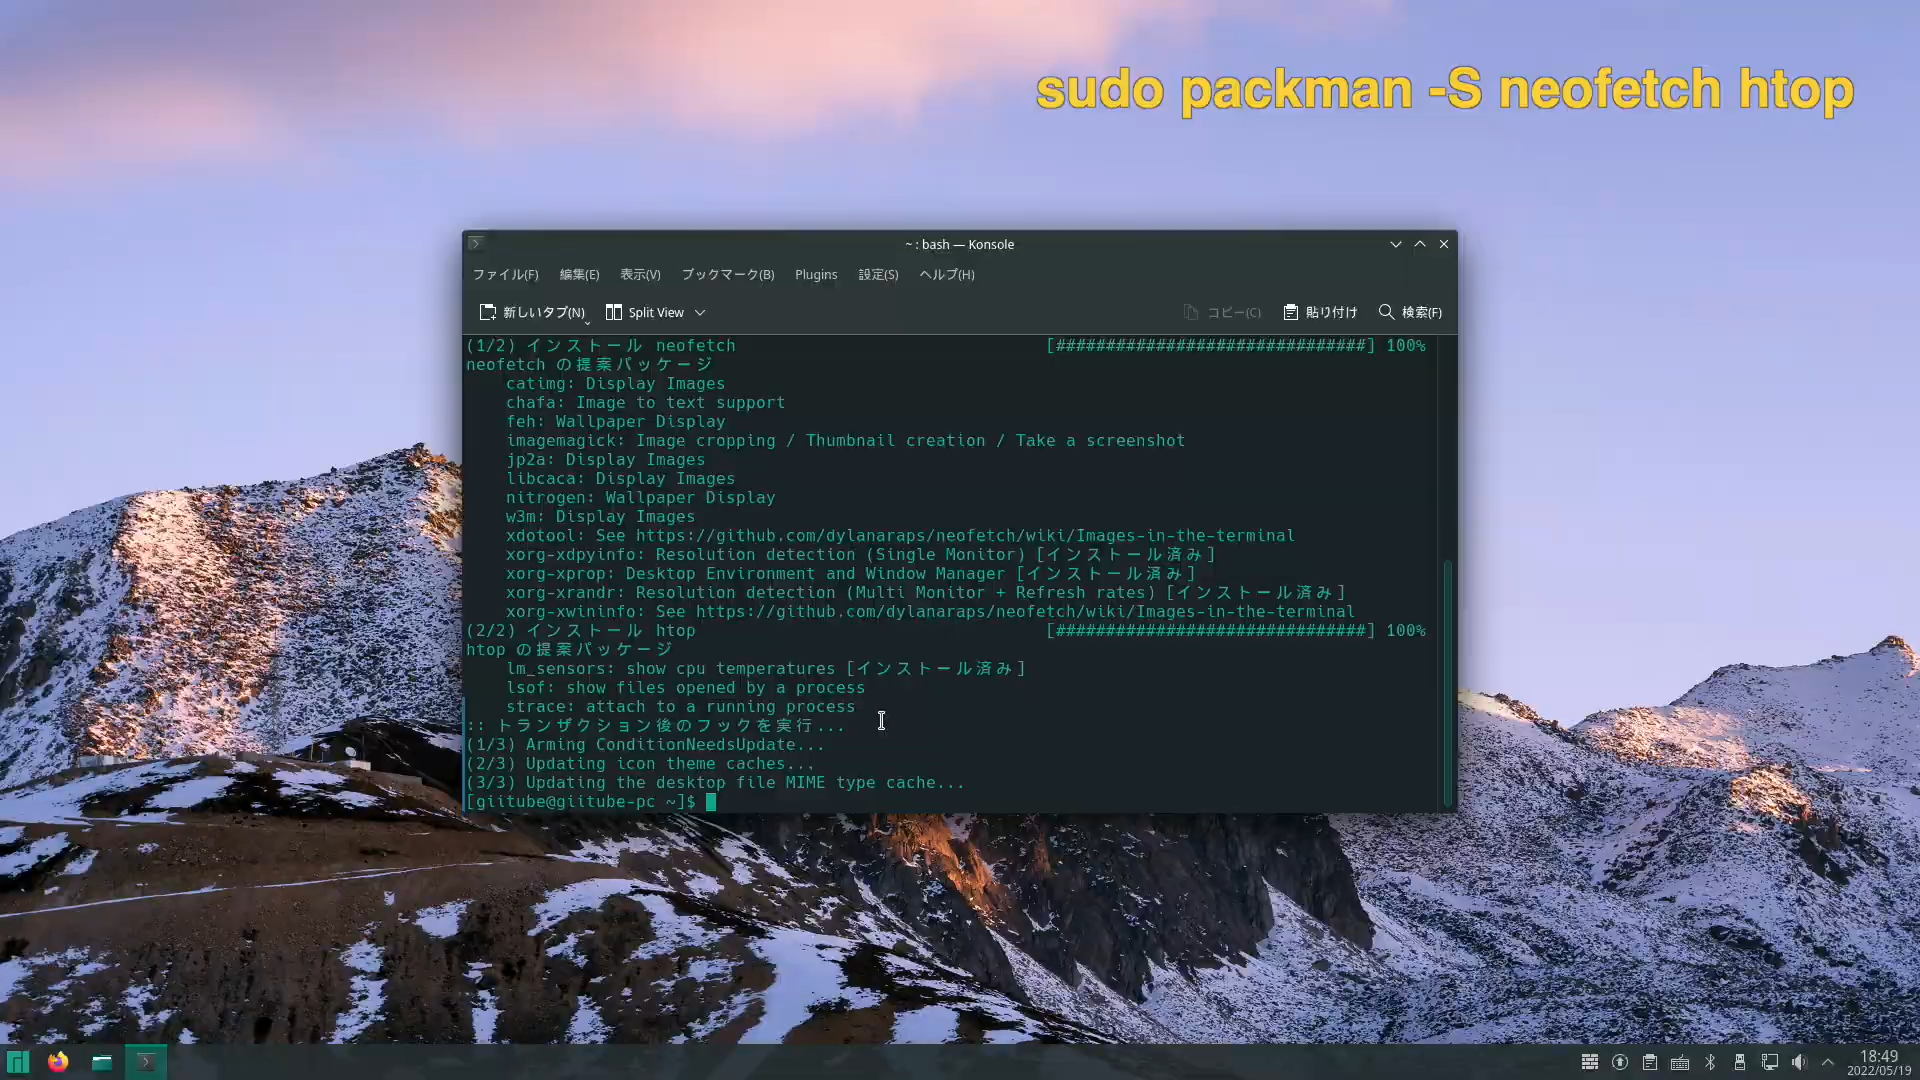 sudo packman -S neofetch htop
~ : bash — Konsole
ファイル(F) 編集(E) 表示(V) ブックマーク(B) Plugins 設定(S) ヘルプ(H)
新しいタブ(N) Split View コピー(C) 貼り付け 検索(F)
(1/2) インストール neofetch [###############################] 100%
neofetch の提案パッケージ
catimg: Display Images
chafa: Image to text support
feh: Wallpaper Display
imagemagick: Image cropping / Thumbnail creation / Take a screenshot
jp2a: Display Images
libcaca: Display Images
nitrogen: Wallpaper Display
w3m: Display Images
xdotool: See https://github.com/dylanaraps/neofetch/wiki/Images-in-the-terminal
xorg-xdpyinfo: Resolution detection (Single Monitor) [インストール済み]
xorg-xprop: Desktop Environment and Window Manager [インストール済み]
xorg-xrandr: Resolution detection (Multi Monitor + Refresh rates) [インストール済み]
xorg-xwininfo: See https://github.com/dylanaraps/neofetch/wiki/Images-in-the-terminal
(2/2) インストール htop [###############################] 100%
htop の提案パッケージ
lm_sensors: show cpu temperatures [インストール済み]
lsof: show files opened by a process
strace: attach to a running process
:: トランザクション後のフックを実行...
(1/3) Arming ConditionNeedsUpdate...
(2/3) Updating icon theme caches...
(3/3) Updating the desktop file MIME type cache...
[giitube@giitube-pc ~]$
18:49
2022/05/19